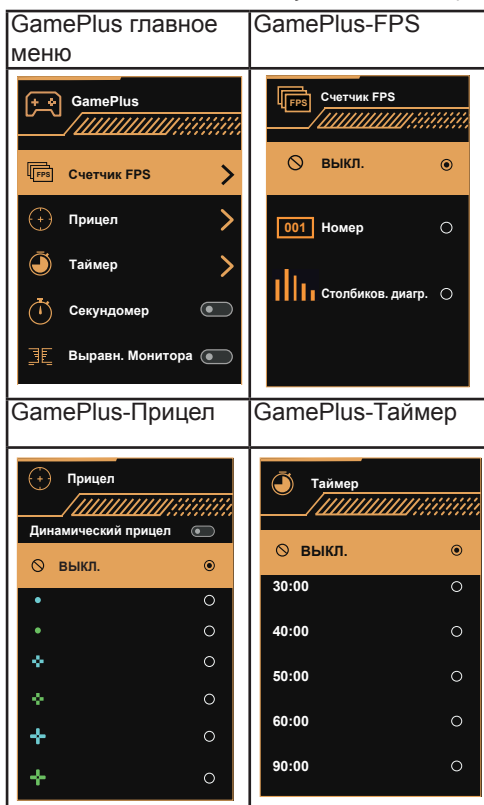 GamePlus главное
меню
GamePlus-FPS
GamePlus
FPS Счетчик FPS
Прицел
Таймер
Секундомер
Выравн. Монитора
FPS Счетчик FPS
ВЫКЛ.
001 Номер
Столбиков. диагр.
GamePlus-Прицел
GamePlus-Таймер
Прицел
Динамический прицел
ВЫКЛ.
Таймер
ВЫКЛ.
30:00
40:00
50:00
60:00
90:00